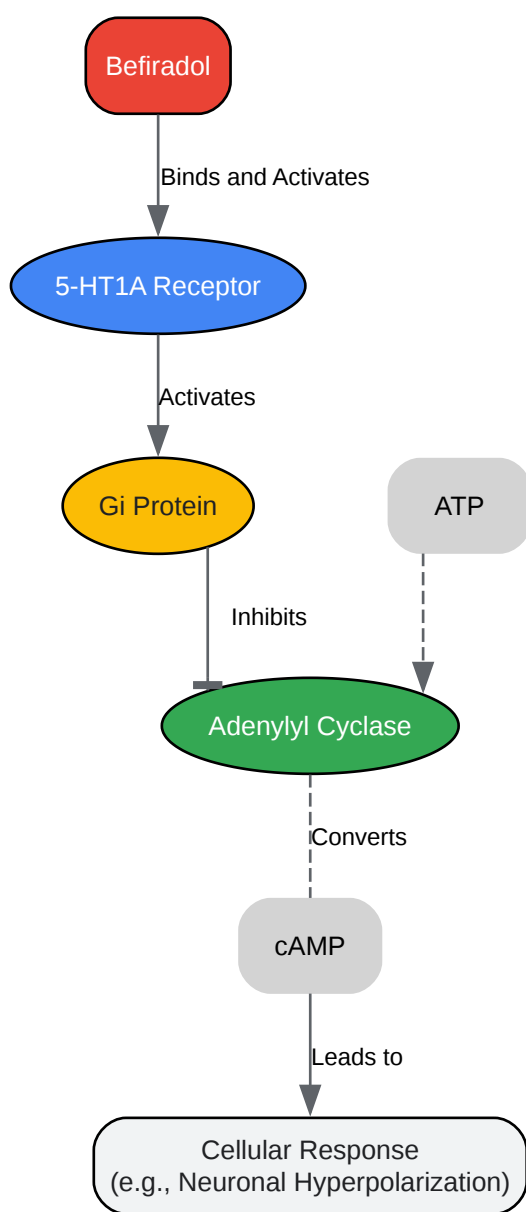 Befiradol
Binds and Activates
5-HT1A Receptor
Activates
Gi Protein
ATP
Inhibits
Adenylyl Cyclase
Converts
cAMP
Leads to
Cellular Response
(e.g., Neuronal Hyperpolarization)